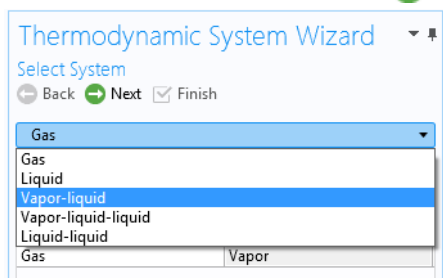 Thermodynamic System Wizard
Select System
Back Next Finish
Gas
Gas
Liquid
Vapor-liquid
Vapor-liquid-liquid
Liquid-liquid
Gas Vapor